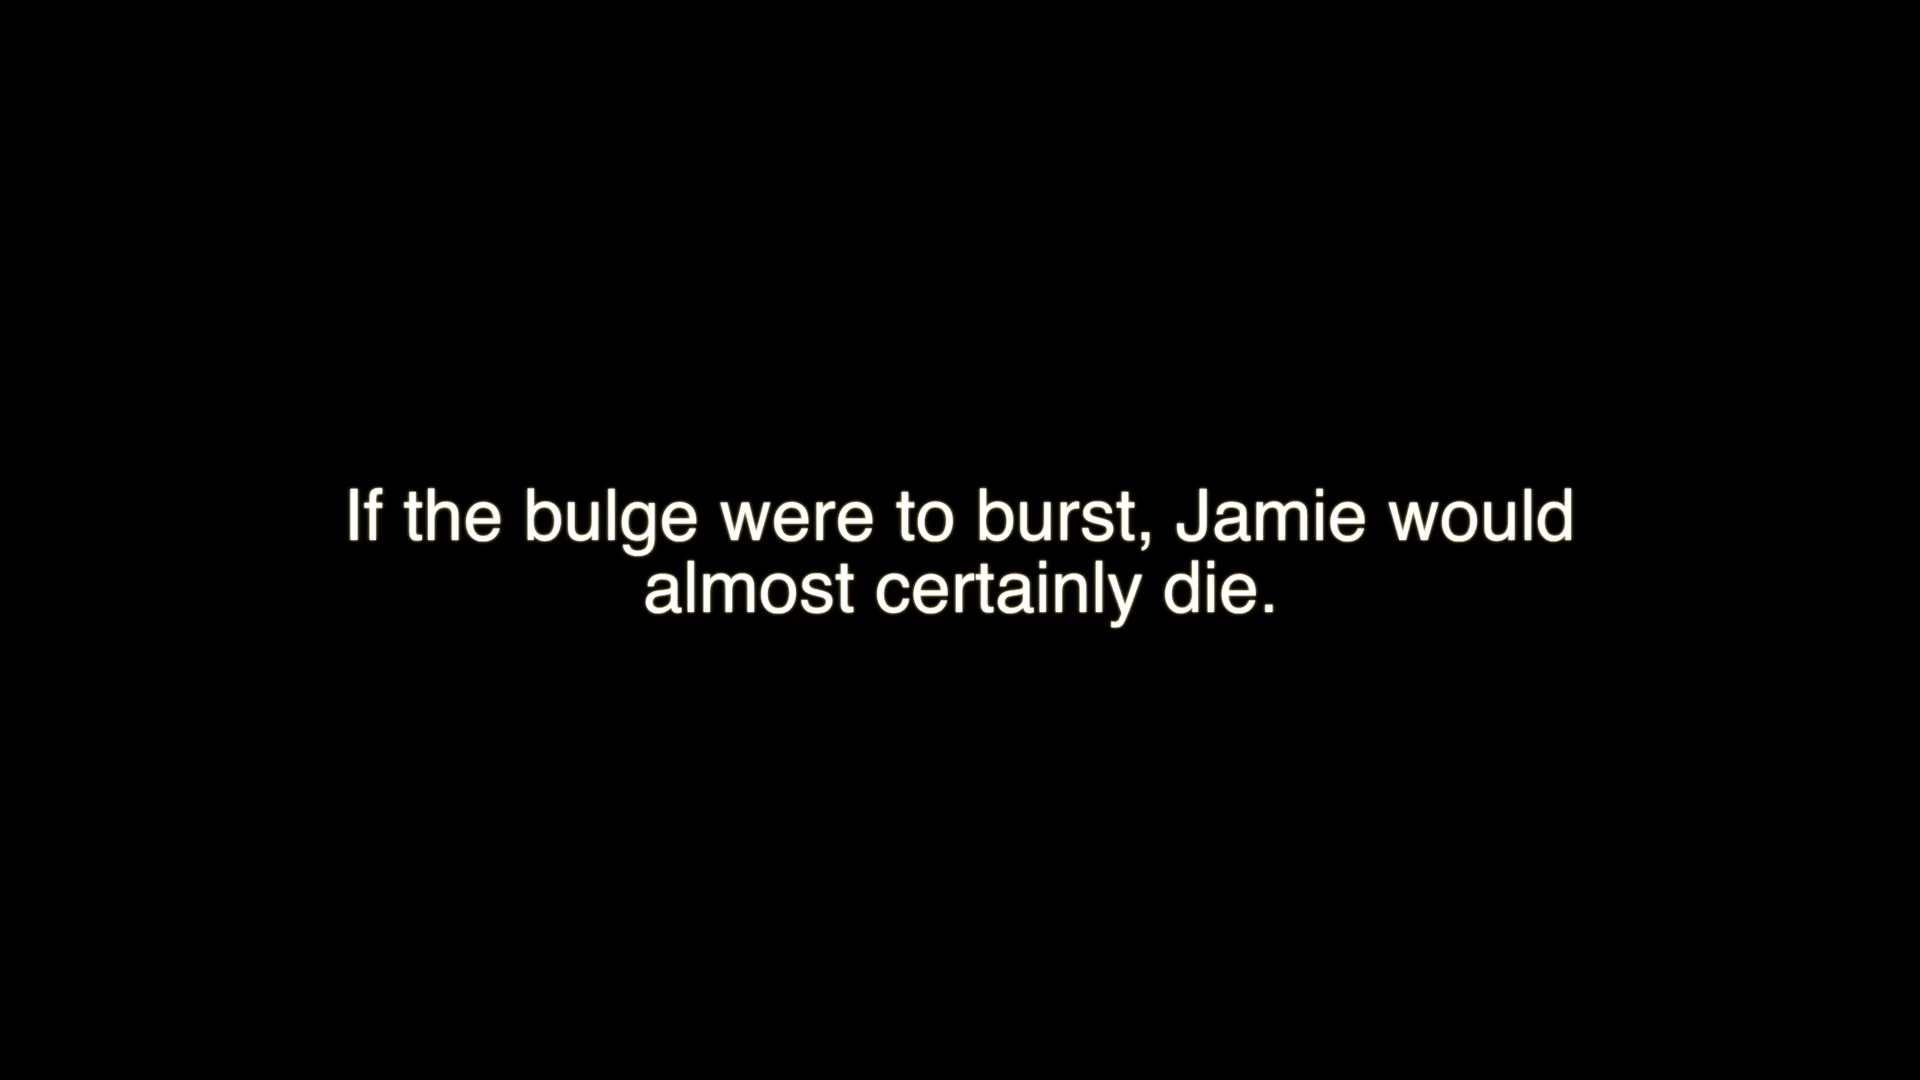 If the bulge were to burst, Jamie would
almost certainly die.